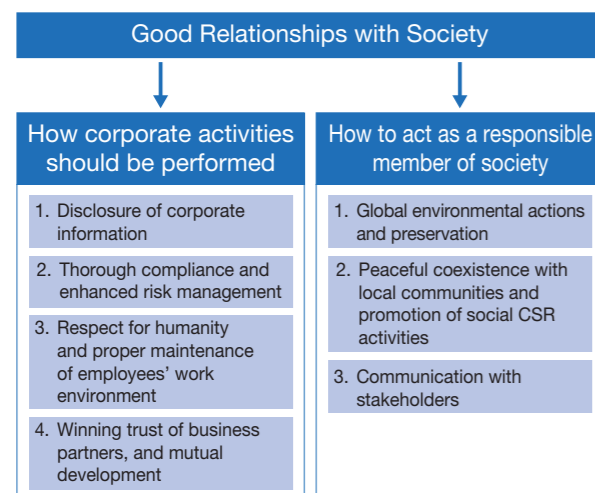 Good Relationships with Society
How corporate activities
should be performed
1. Disclosure of corporate
information
2. Thorough compliance and
enhanced risk management
3. Respect for humanity
and proper maintenance
of employees' work
environment
4. Winning trust of business
partners, and mutual
development
How to act as a responsible
member of society
1. Global environmental actions
and preservation
2. Peaceful coexistence with
local communities and
promotion of social CSR
activities
3. Communication with
stakeholders